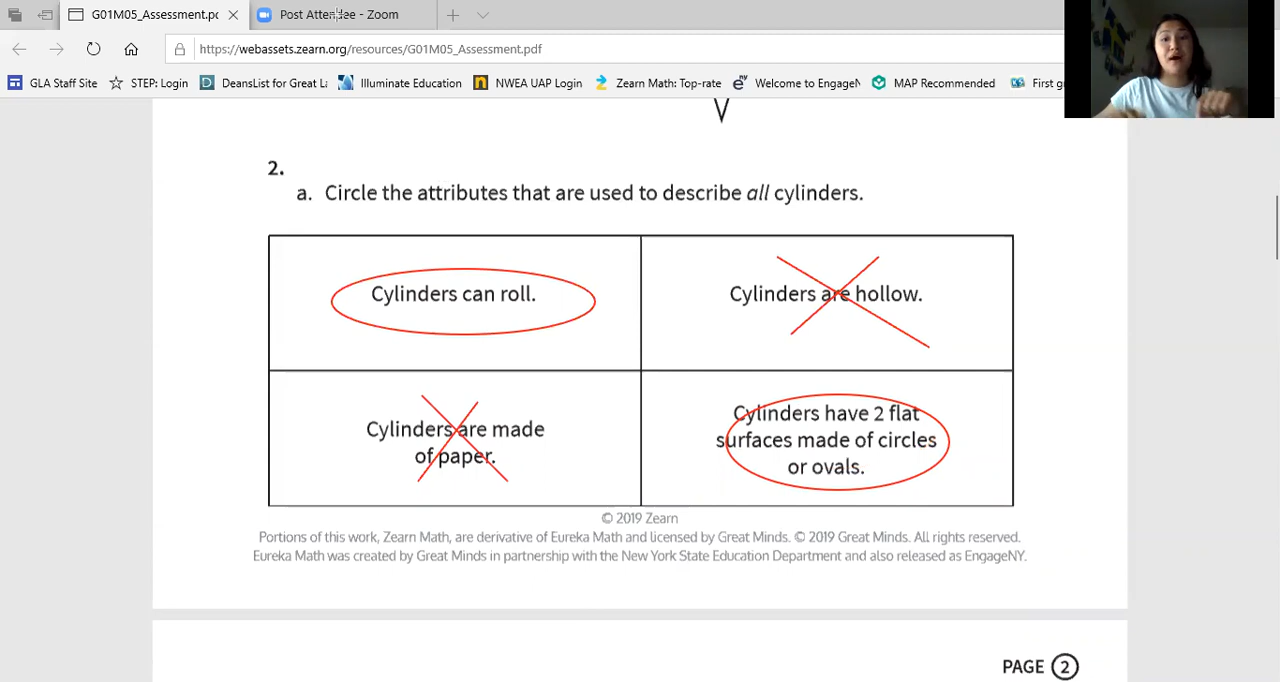 G01M05_Assessment.pc
Post Attendee - Zoom
https://webassets.zearn.org/resources/G01M05_Assessment.pdf
GLA Staff Site
STEP: Login
DeansList for Great La
Illuminate Education
NWEA UAP Login
Zearn Math: Top-rate
Welcome to EngageN
MAP Recommended
First g
2.
a. Circle the attributes that are used to describe all cylinders.
Cylinders can roll.
Cylinders are hollow.
Cylinders are made
of paper.
Cylinders have 2 flat
surfaces made of circles
or ovals.
© 2019 Zearn
Portions of this work, Zearn Math, are derivative of Eureka Math and licensed by Great Minds. © 2019 Great Minds. All rights reserved.
Eureka Math was created by Great Minds in partnership with the New York State Education Department and also released as EngageNY.
PAGE 2